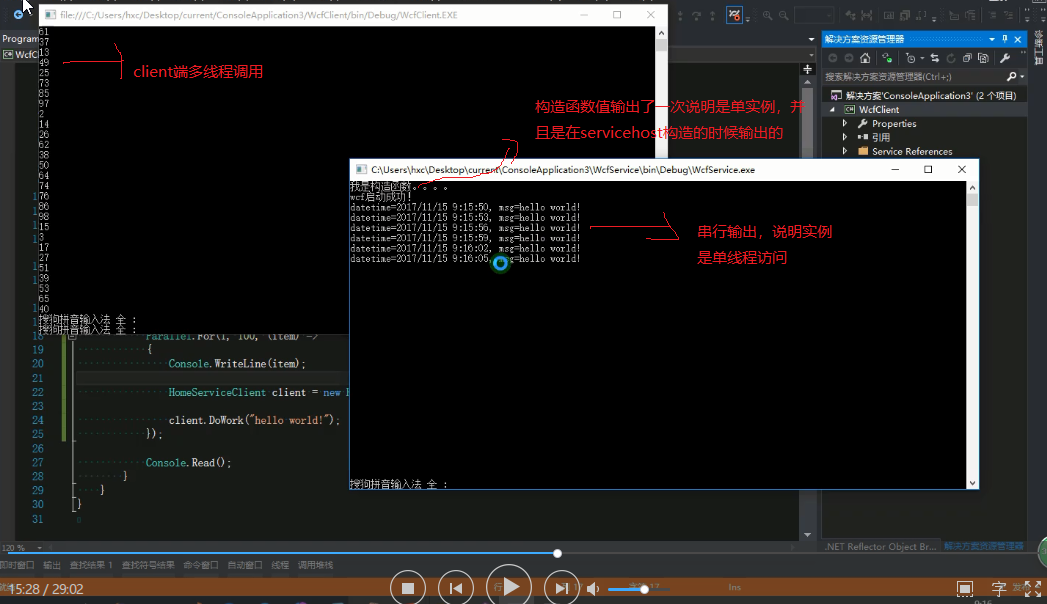 file:///C:/Users/hxc/Desktop/current/ConsoleApplication3/WcfClient/bin/Debug/WcfClient.EXE
Program
WcfCl
61
37
13
49
25
73
85
97
2
14
26
62
38
50
64
74
76
86
98
15
3
17
27
51
39
53
65
40
搜狗拼音输入法 全 :
搜狗拼音输入法 全 :
client端多线程调用
构造函数值输出了一次说明是单实例，并
且是在servicehost构造的时候输出的
C:\Users\hxc\Desktop\current\ConsoleApplication3\WcfService\bin\Debug\WcfService.exe
我是构造函数。。。。
wcf启动成功!
datetime=2017/11/15 9:15:50, msg=hello world!
datetime=2017/11/15 9:15:53, msg=hello world!
datetime=2017/11/15 9:15:56, msg=hello world!
datetime=2017/11/15 9:15:59, msg=hello world!
datetime=2017/11/15 9:16:02, msg=hello world!
datetime=2017/11/15 9:16:05, msg=hello world!
串行输出，说明实例
是单线程访问
搜狗拼音输入法 全 :
解决方案资源管理器
搜索解决方案资源管理器(Ctrl+;)
解决方案'ConsoleApplication3' (2 个项目)
WcfClient
Properties
引用
Service References
诊断工具
18 Parallel.For(1, 100, (item) =>
19 {
20 Console.WriteLine(item);
21
22 HomeServiceClient client = new
23
24 client.DoWork("hello world!");
25 });
26
27 Console.Read();
28 }
29 }
30 }
31
120 %
.NET Reflector Object Br... 解决方案资源管理器
即时窗口 输出 查找结果 1 查找符号结果 命令窗口 自动窗口 线程 调用堆栈
15:28 / 29:02
行
17
Ins
字
9:16